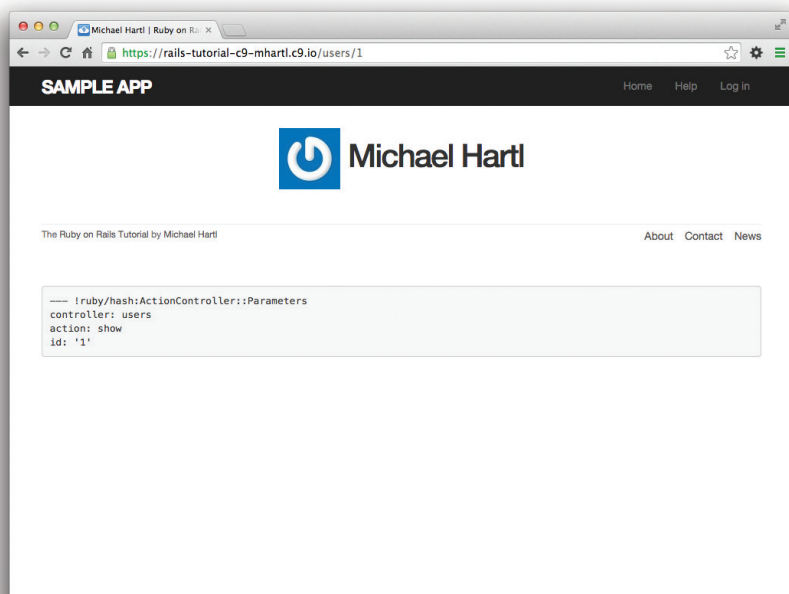 Michael Hartl | Ruby on Ra
https://rails-tutorial-c9-mhartl.c9.io/users/1
SAMPLE APP
Home Help Log in
Michael Hartl
The Ruby on Rails Tutorial by Michael Hartl
About Contact News
--- !ruby/hash:ActionController::Parameters
controller: users
action: show
id: '1'